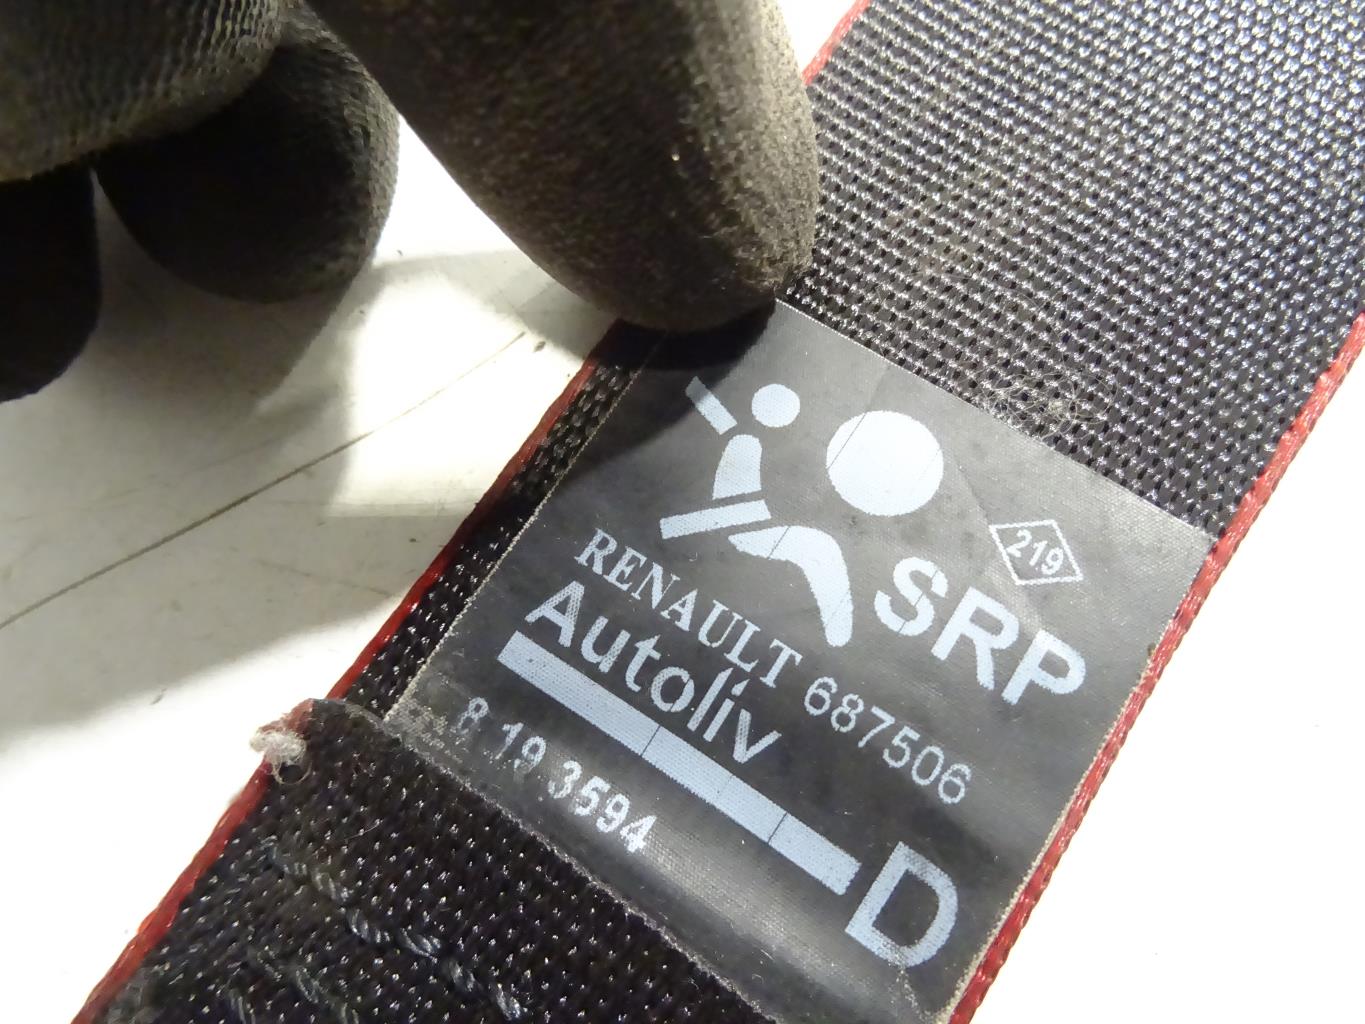 219
SRP
RENAULT 687506
Autoliv
8 19 3594
D